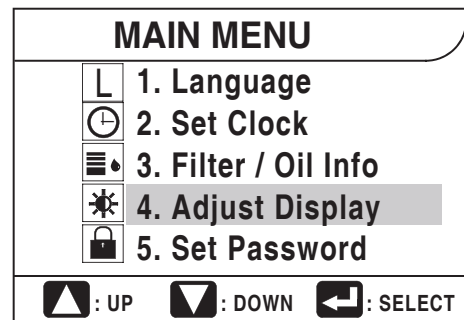 MAIN MENU
L 1. Language
2. Set Clock
3. Filter / Oil Info
4. Adjust Display
5. Set Password
: UP : DOWN : SELECT